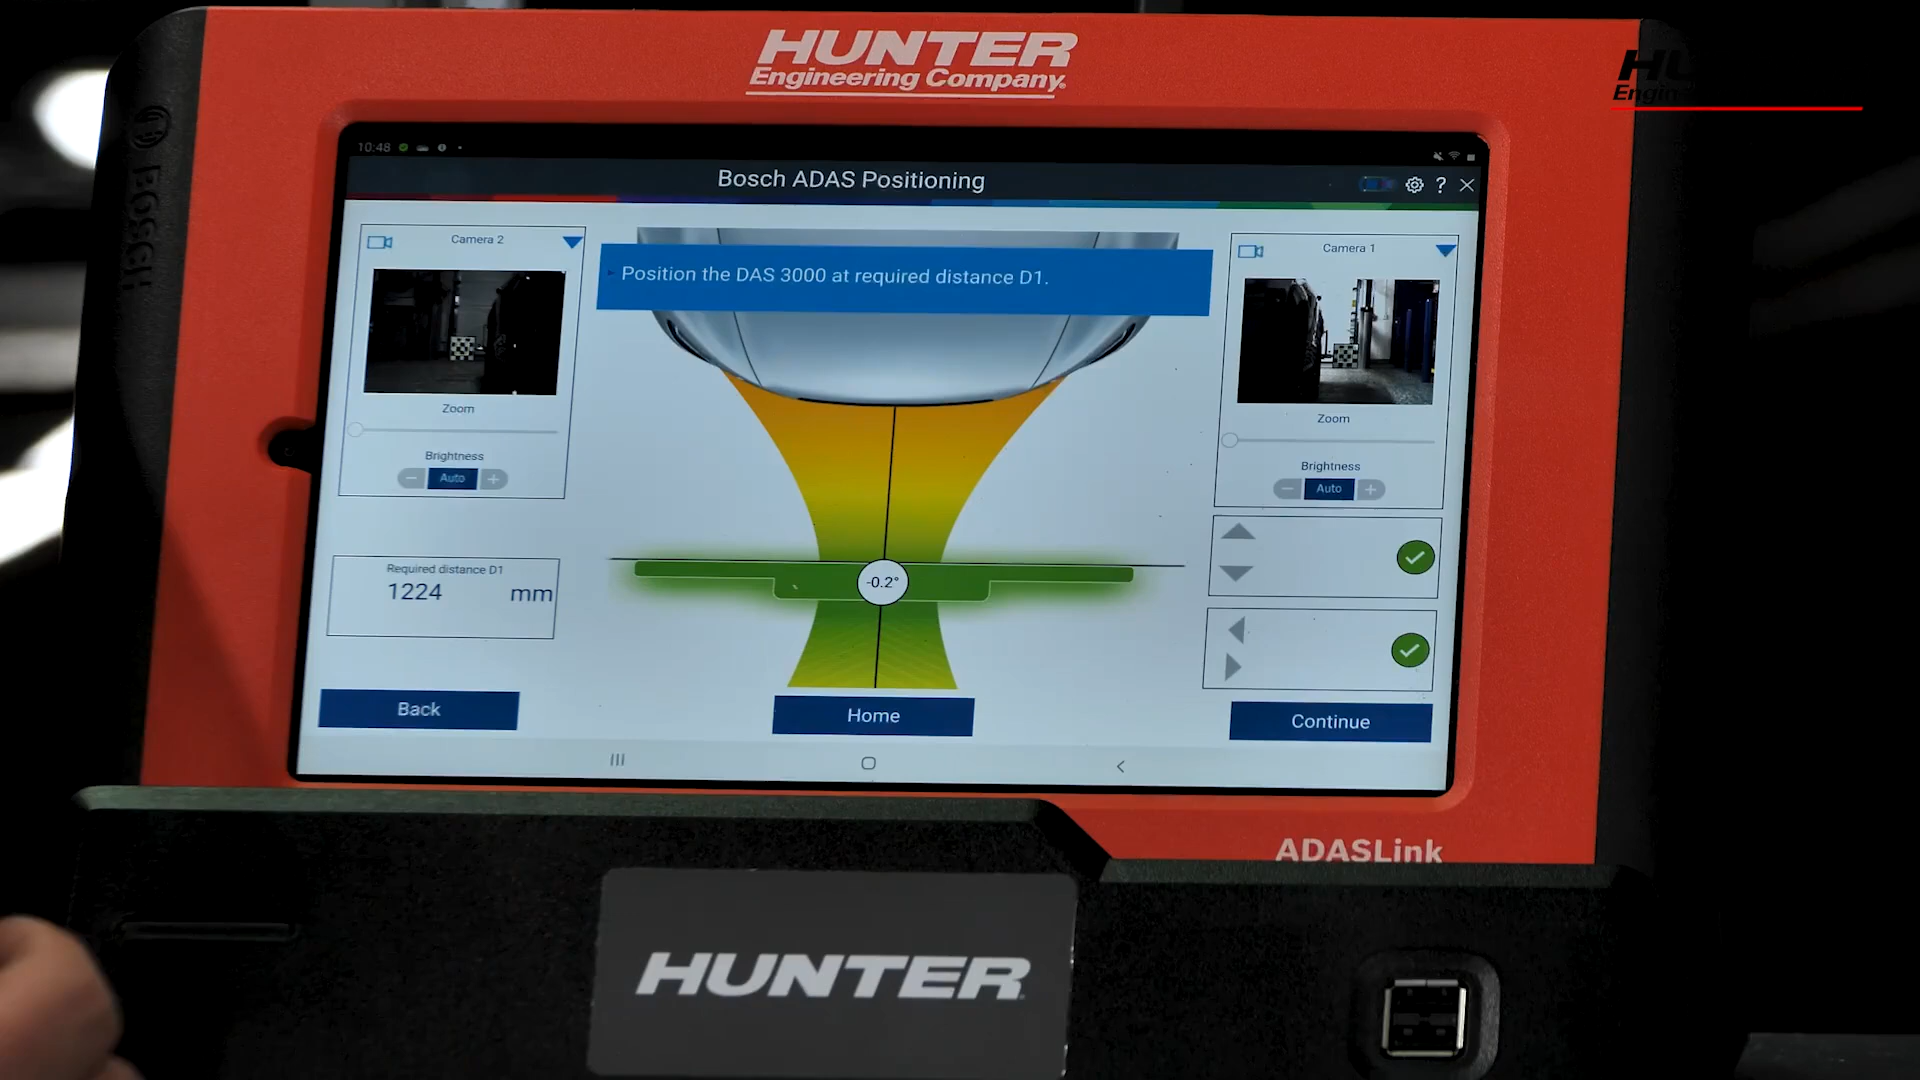 HUNTER
Engineering Company
HU
Engin
BOSCH
10:48
Bosch ADAS Positioning
?
Camera 2
Position the DAS 3000 at required distance D1.
Camera 1
Zoom
Zoom
Brightness
Auto
Brightness
Auto
Required distance D1
1224 mm
-0.2°
Back
Home
Continue
ADASLink
HUNTER